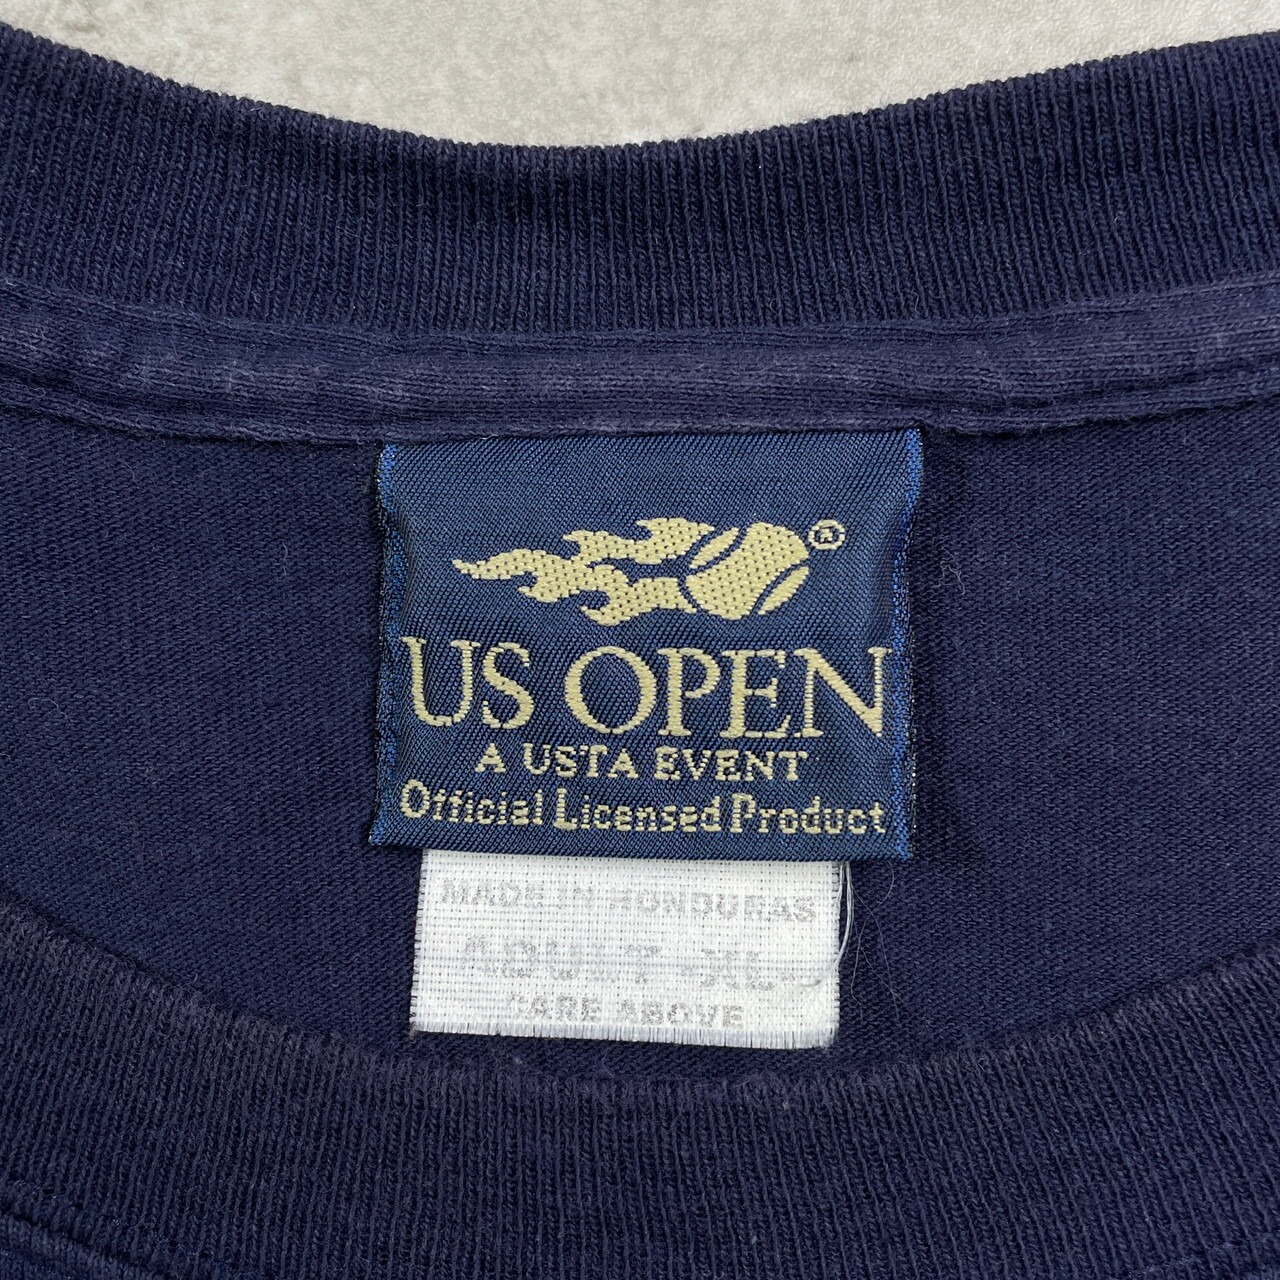 ®
US OPEN
A USTA EVENT
Official Licensed Product
MADE IN HONDURAS
ADULT -XL-
CARE ABOVE